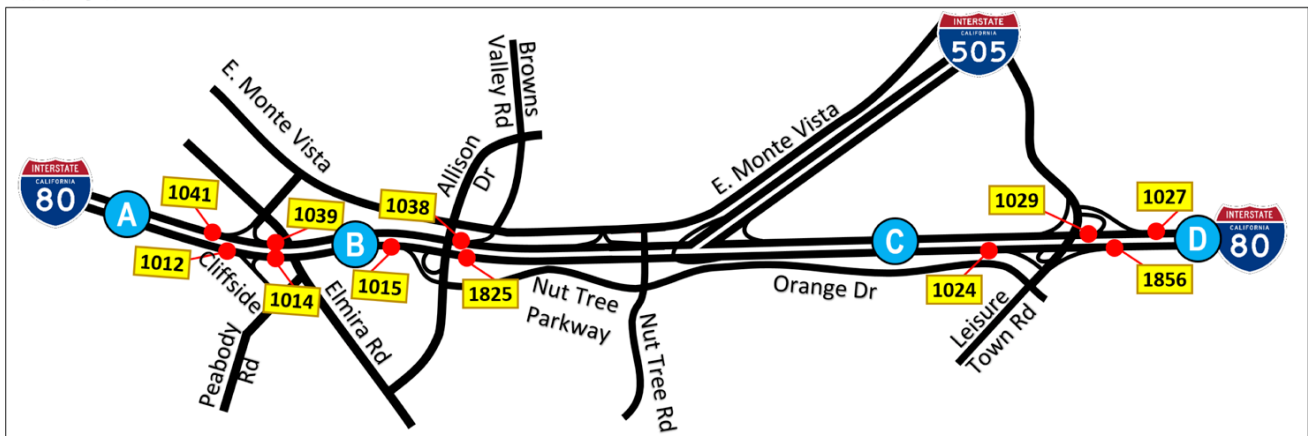 INTERSTATE
CALIFORNIA
505
E. Monte Vista
Browns
Valley Rd
Allison
Dr
E. Monte Vista
INTERSTATE
CALIFORNIA
80
A
1041
1039
1038
B
C
1029
1027
D
INTERSTATE
CALIFORNIA
80
1012
Cliffside
1014
1015
1825
1024
1856
Peabody
Rd
Elmira Rd
Nut Tree
Parkway
Nut Tree Rd
Orange Dr
Leisure
Town Rd